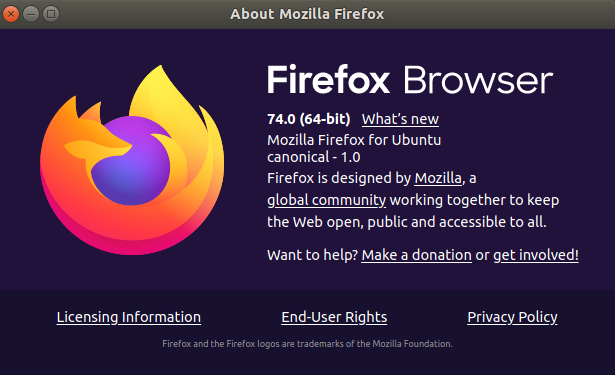 About Mozilla Firefox
Firefox Browser
74.0 (64-bit) What's new
Mozilla Firefox for Ubuntu
canonical - 1.0
Firefox is designed by Mozilla, a
global community working together to keep
the Web open, public and accessible to all.
Want to help? Make a donation or get involved!
Licensing Information End-User Rights Privacy Policy
Firefox and the Firefox logos are trademarks of the Mozilla Foundation.